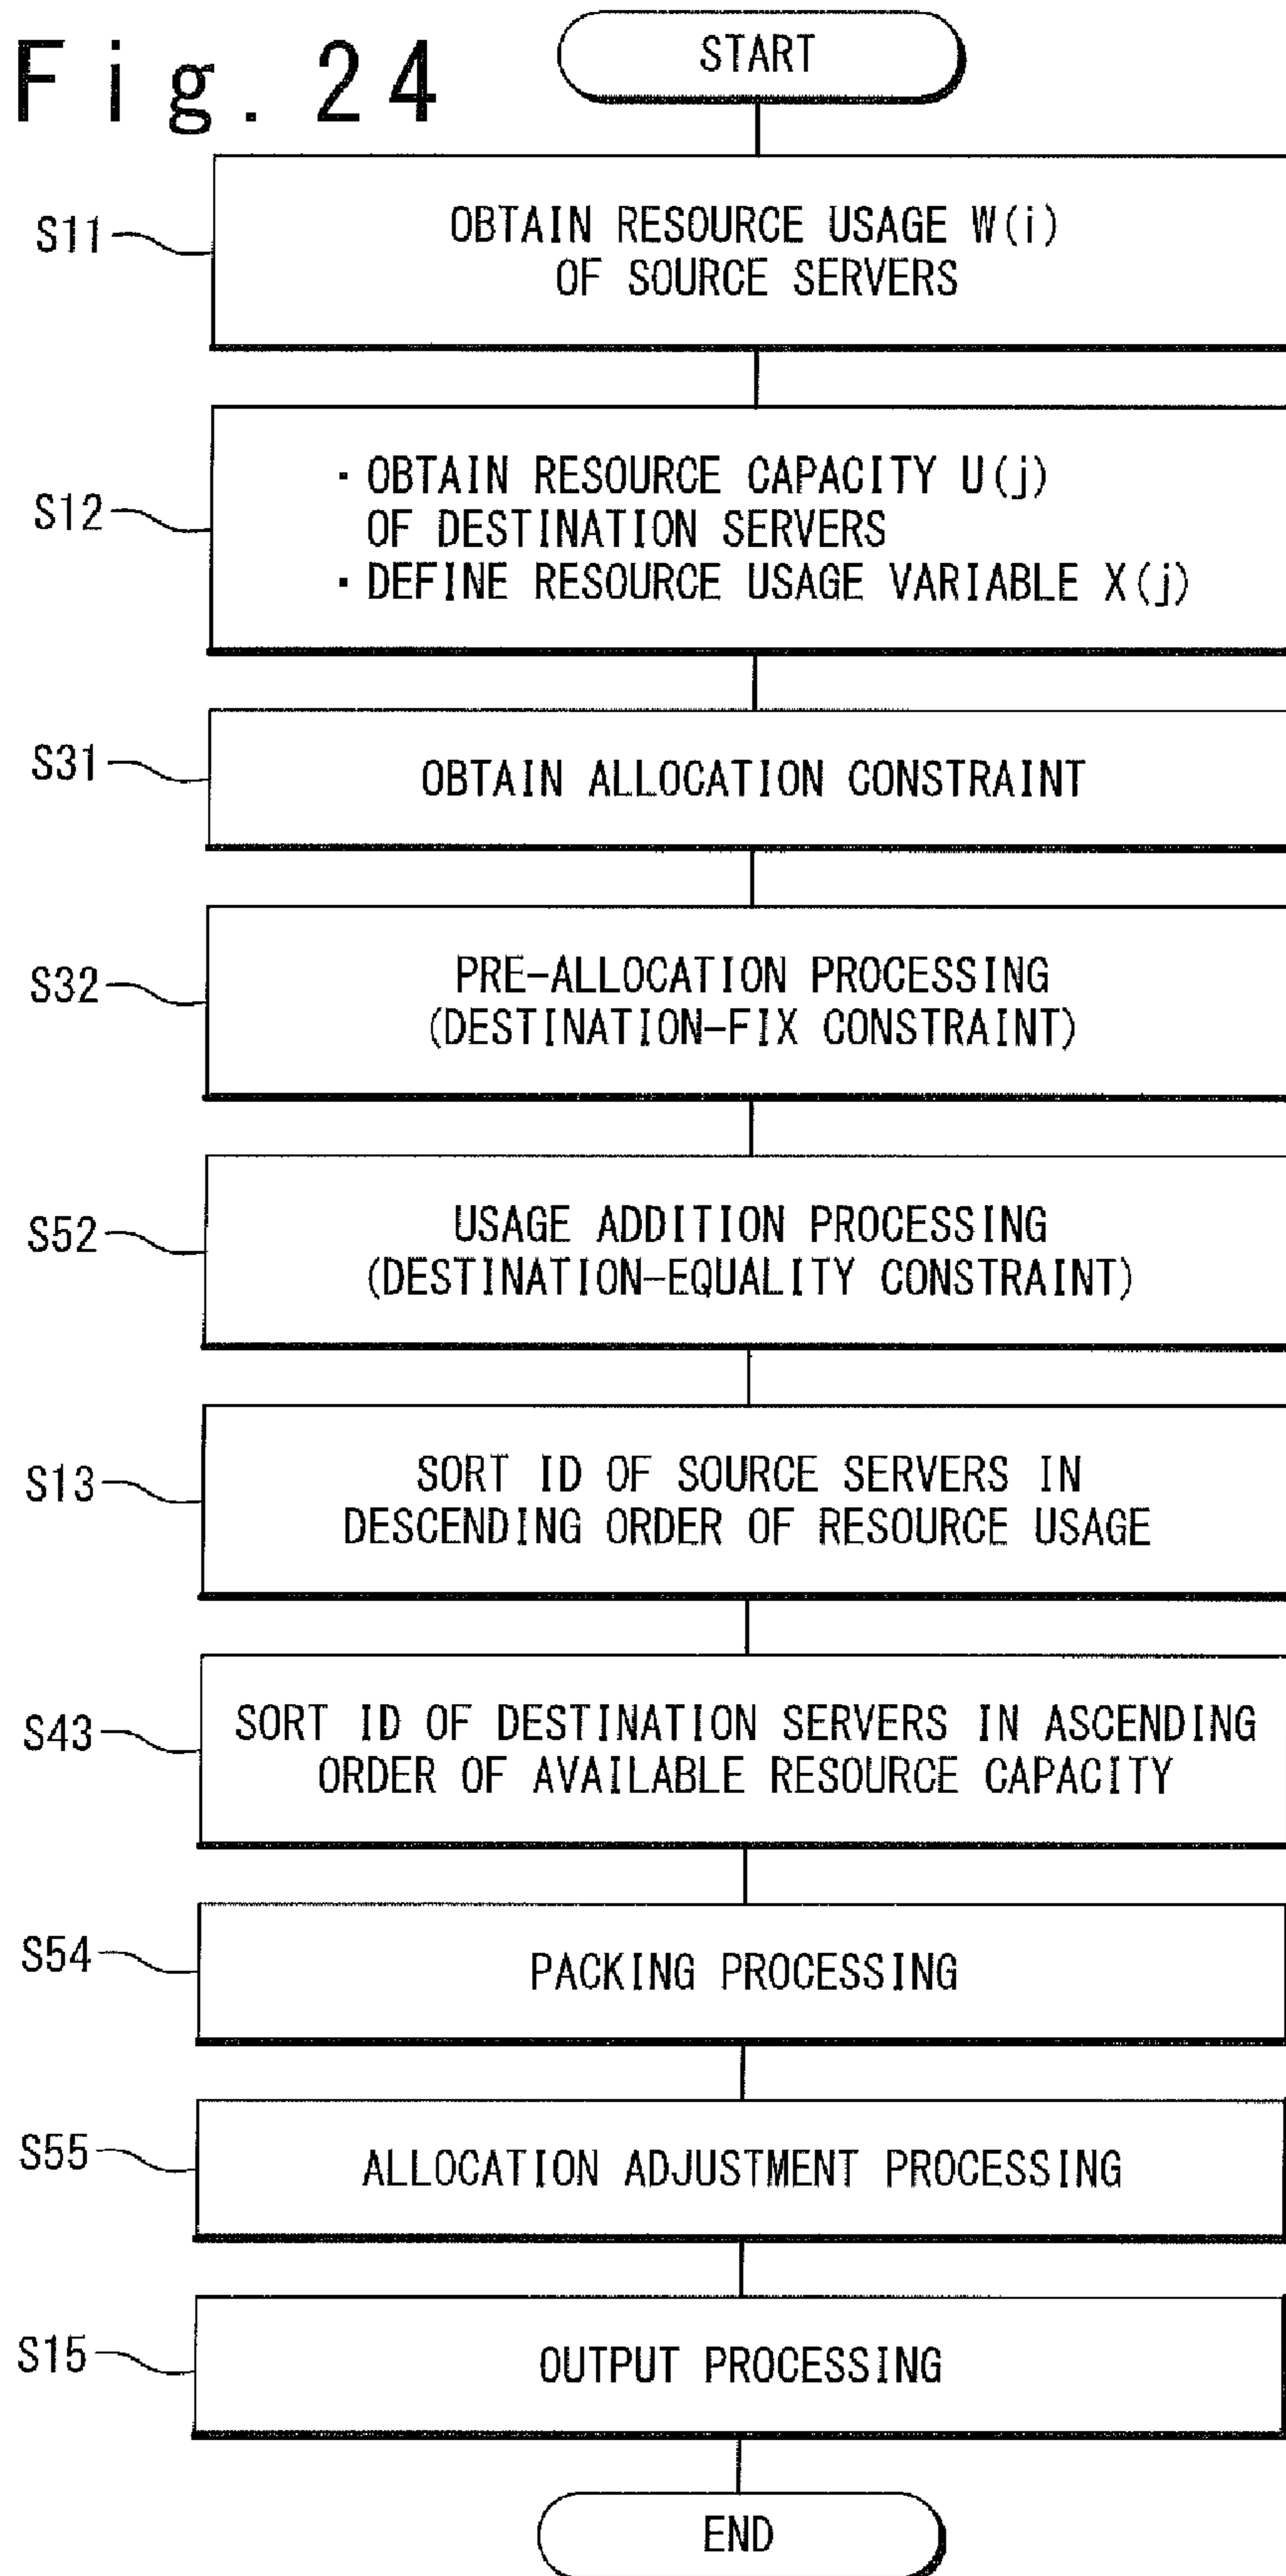 Fig. 24
START
S11
OBTAIN RESOURCE USAGE W(i)
OF SOURCE SERVERS
S12
・OBTAIN RESOURCE CAPACITY U(j)
OF DESTINATION SERVERS
・DEFINE RESOURCE USAGE VARIABLE X(j)
S31
OBTAIN ALLOCATION CONSTRAINT
S32
PRE-ALLOCATION PROCESSING
(DESTINATION-FIX CONSTRAINT)
S52
USAGE ADDITION PROCESSING
(DESTINATION-EQUALITY CONSTRAINT)
S13
SORT ID OF SOURCE SERVERS IN
DESCENDING ORDER OF RESOURCE USAGE
S43
SORT ID OF DESTINATION SERVERS IN ASCENDING
ORDER OF AVAILABLE RESOURCE CAPACITY
S54
PACKING PROCESSING
S55
ALLOCATION ADJUSTMENT PROCESSING
S15
OUTPUT PROCESSING
END